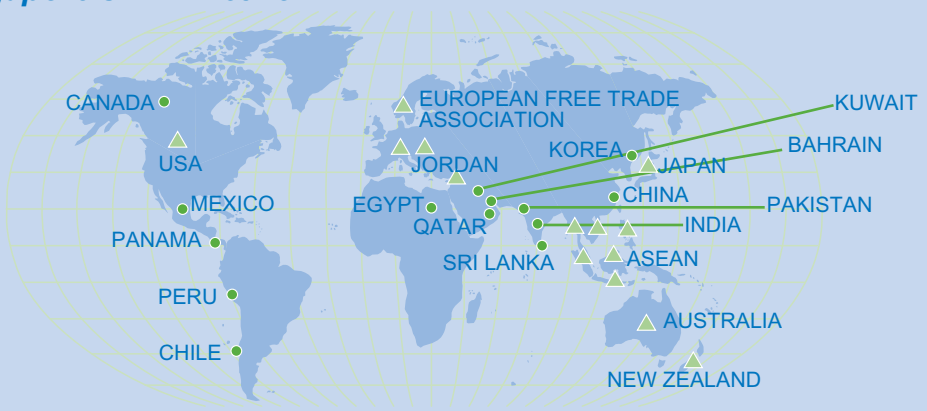 CANADA
EUROPEAN FREE TRADE
ASSOCIATION
KUWAIT
BAHRAIN
KOREA
USA
JORDAN
JAPAN
MEXICO
EGYPT
CHINA
PAKISTAN
QATAR
INDIA
PANAMA
SRI LANKA
ASEAN
PERU
AUSTRALIA
CHILE
NEW ZEALAND